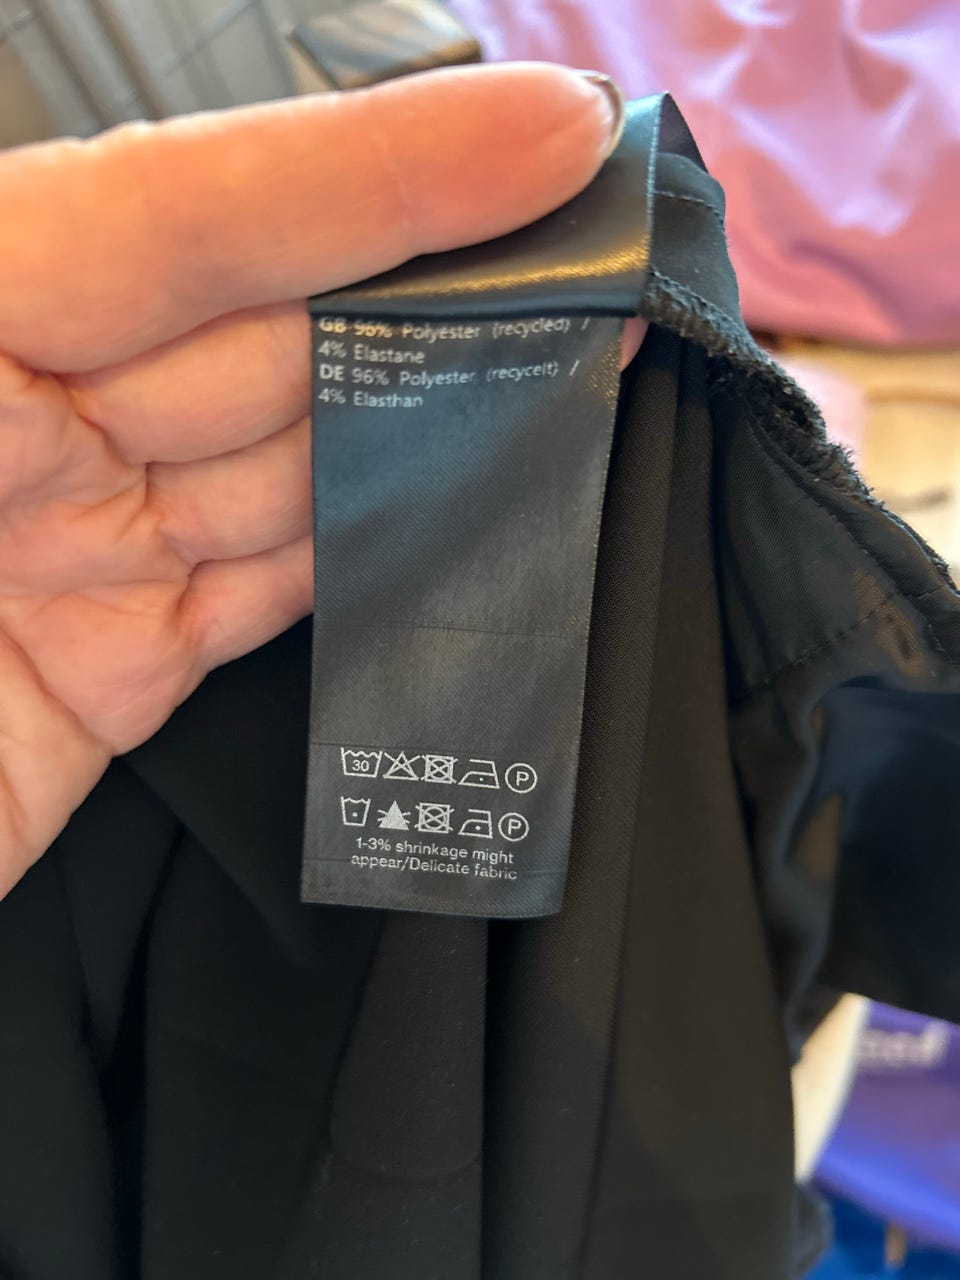 GB 96% Polyester (recycled) /
4% Elastane
DE 96% Polyester (recycelt) /
4% Elasthan
30 P
P
1-3% shrinkage might
appear/Delicate fabric